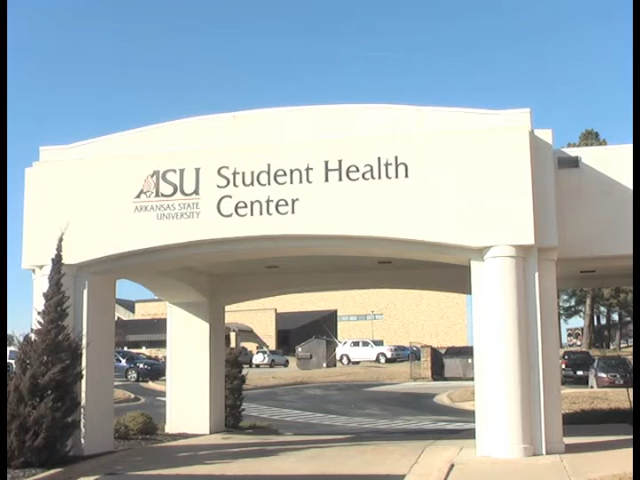 ASU
ARKANSAS STATE
UNIVERSITY
Student Health
Center